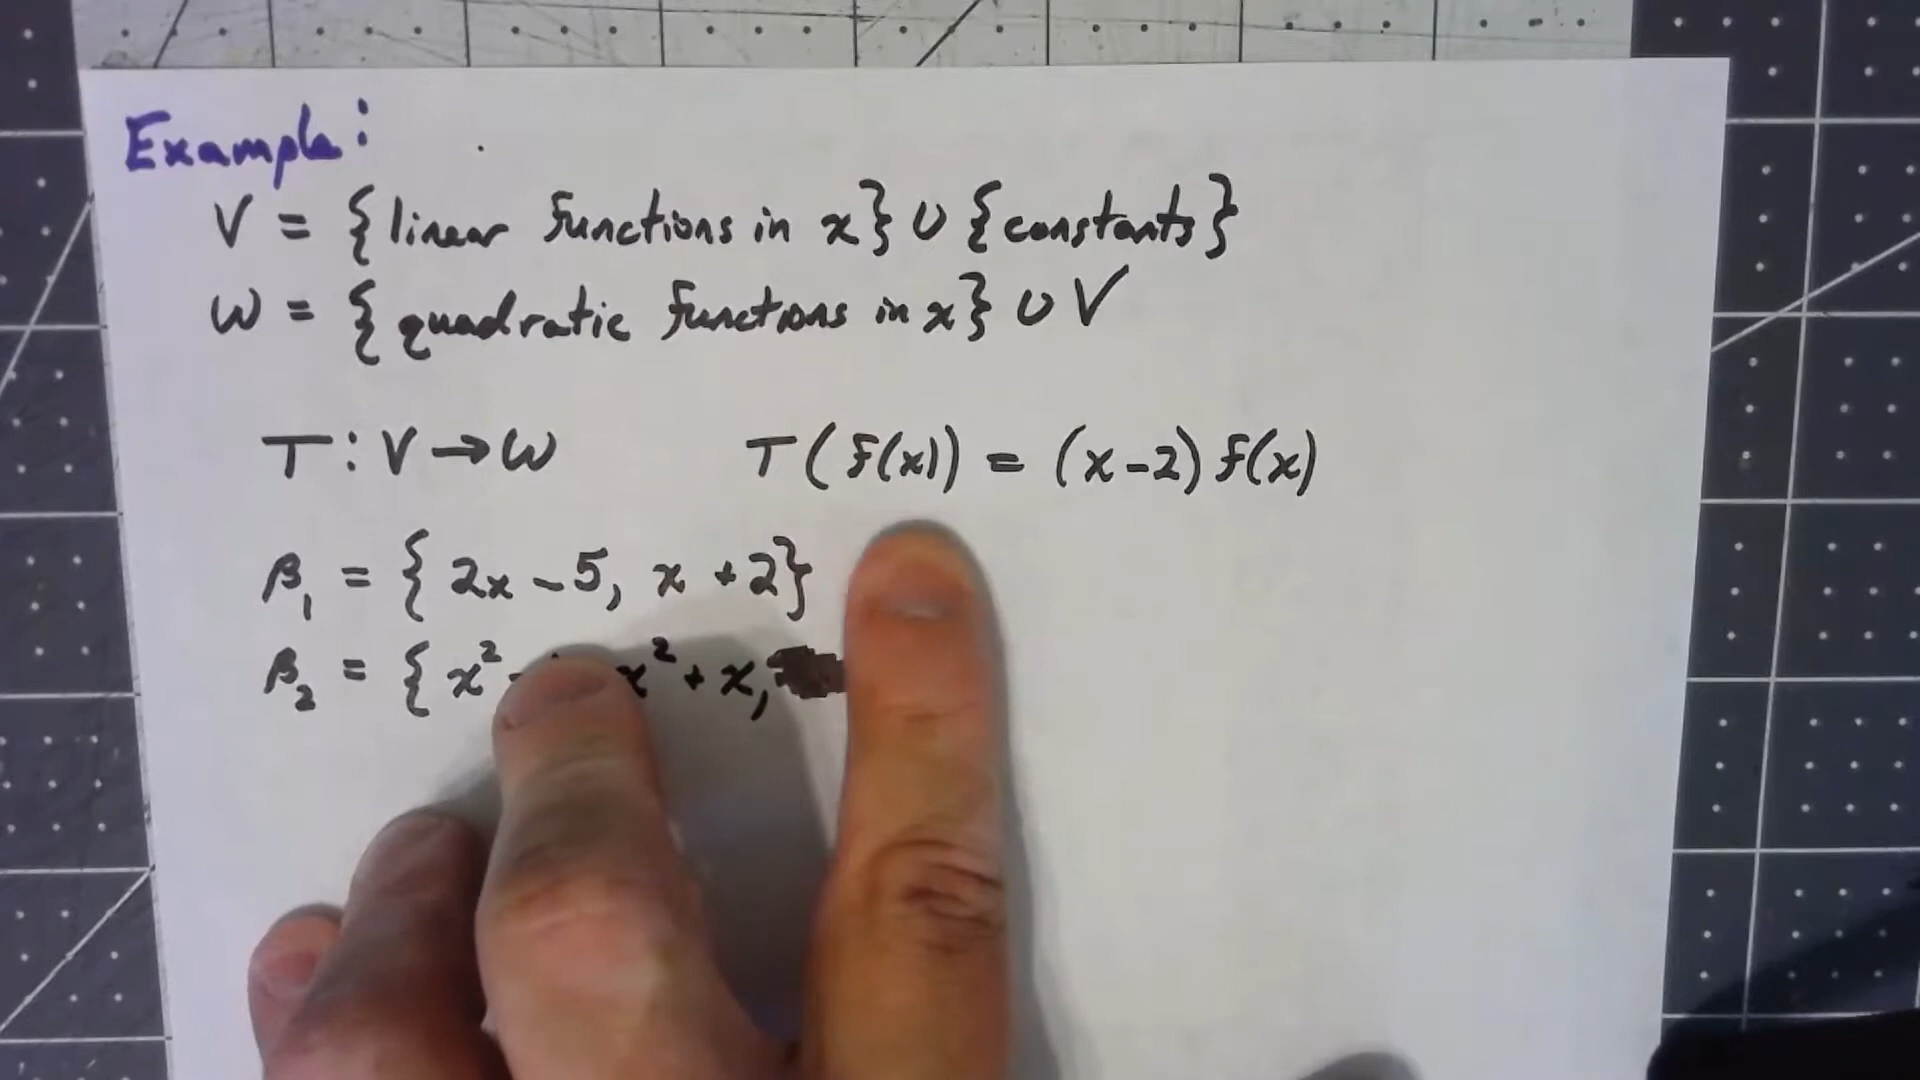 Example:
V = {linear functions in x} ∪ {constants}
W = {quadratic functions in x} ∪ V
T : V → W T(f(x)) = (x-2) f(x)
β₁ = { 2x - 5, x + 2}
β₂ = { x² x² + x,